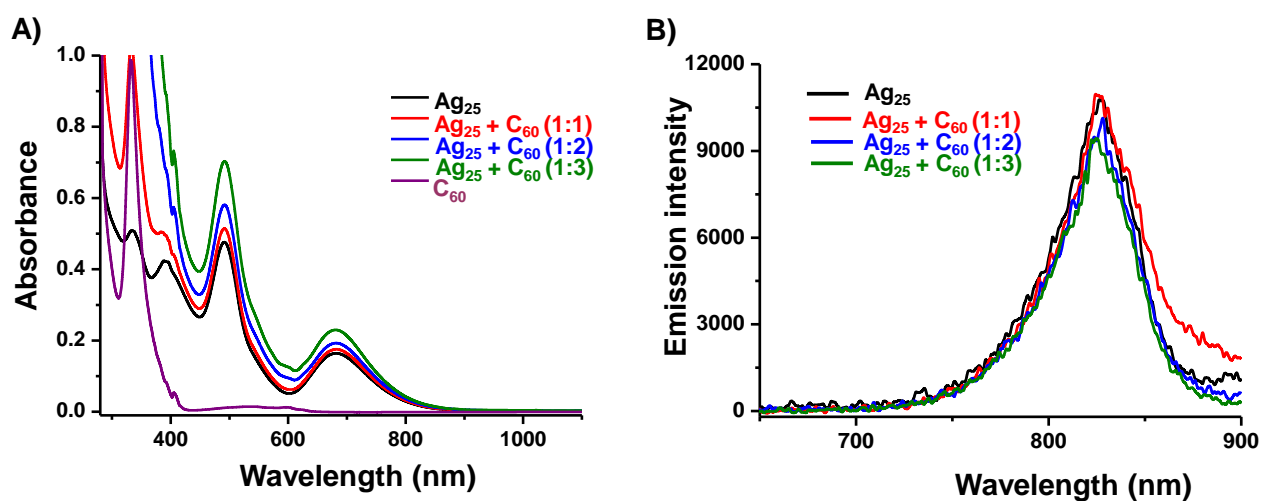 A)
1.0
0.8
0.6
0.4
0.2
0.0
Absorbance
400
600
800
1000
Wavelength (nm)
Ag25
Ag25 + C60 (1:1)
Ag25 + C60 (1:2)
Ag25 + C60 (1:3)
C60
B)
12000
9000
6000
3000
0
Emission intensity
700
800
900
Wavelength (nm)
Ag25
Ag25 + C60 (1:1)
Ag25 + C60 (1:2)
Ag25 + C60 (1:3)